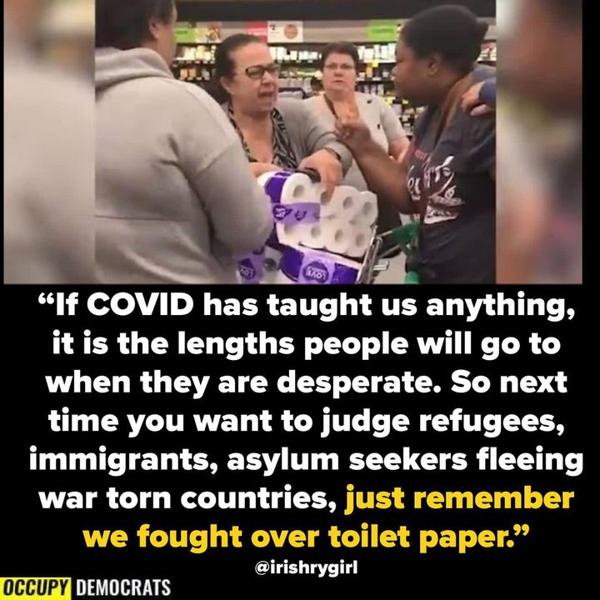 “If COVID has taught us anything,
it is the lengths people will go to
when they are desperate. So next
time you want to judge refugees,
immigrants, asylum seekers fleeing
war torn countries, just remember
we fought over toilet paper.”
@irishrygirl
OCCUPY DEMOCRATS